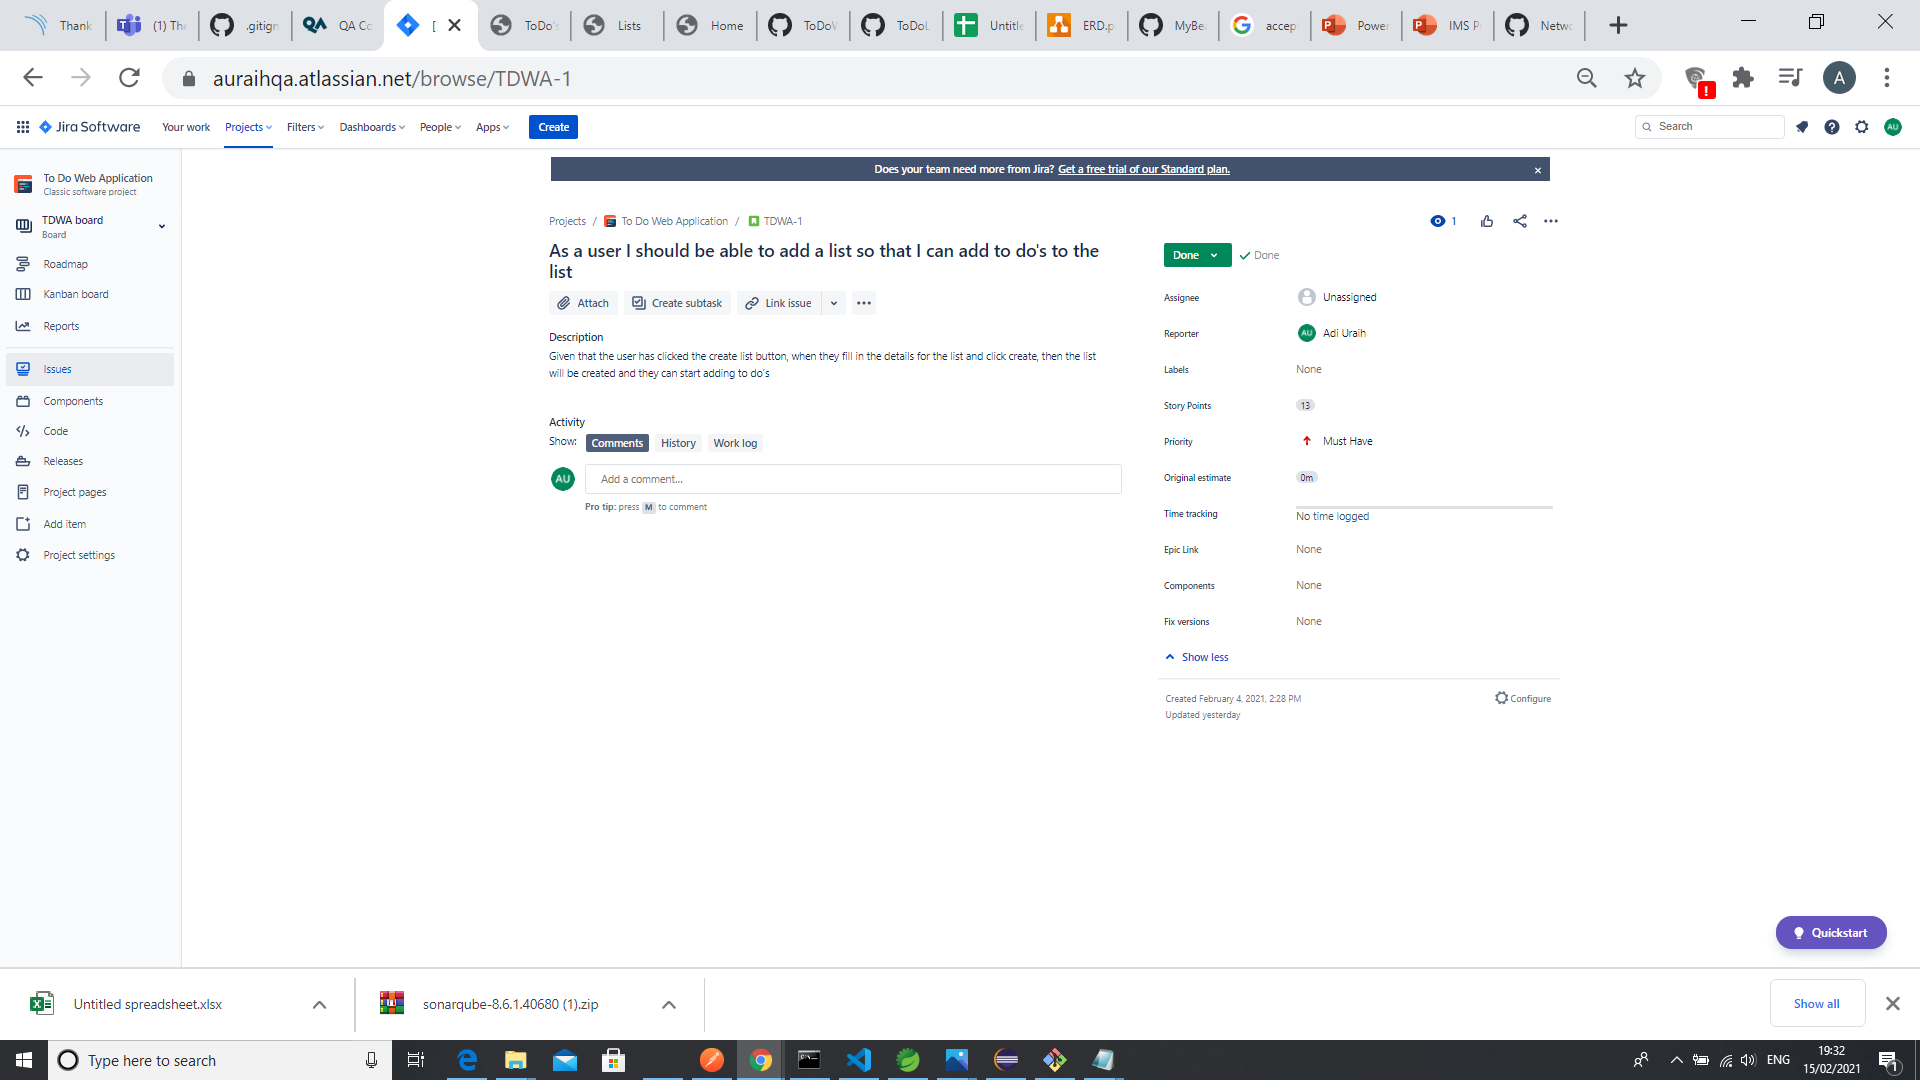 Thank
(1) The
.gitign
QA Co
[
ToDo's
Lists
Home
ToDoW
ToDoL
Untitle
ERD.p
MyBe
accep
Power
IMS P
Netwo
auraihqa.atlassian.net/browse/TDWA-1
A
Jira Software
Your work
Projects
Filters
Dashboards
People
Apps
Create
Search
AU
Does your team need more from Jira? Get a free trial of our Standard plan.
To Do Web Application
Classic software project
TDWA board
Board
Roadmap
Kanban board
Reports
Issues
Components
Code
Releases
Project pages
Add item
Project settings
Projects / To Do Web Application / TDWA-1
1
As a user I should be able to add a list so that I can add to do's to the
list
Attach
Create subtask
Link issue
Description
Given that the user has clicked the create list button, when they fill in the details for the list and click create, then the list
will be created and they can start adding to do's
Activity
Show:
Comments
History
Work log
AU
Add a comment...
Pro tip: press M to comment
Done
Done
Assignee
Unassigned
Reporter
AU Adi Uraih
Labels
None
Story Points
13
Priority
Must Have
Original estimate
0m
Time tracking
No time logged
Epic Link
None
Components
None
Fix versions
None
Show less
Created February 4, 2021, 2:28 PM
Updated yesterday
Configure
Quickstart
Untitled spreadsheet.xlsx
sonarqube-8.6.1.40680 (1).zip
Show all
Type here to search
ENG
19:32
15/02/2021
1